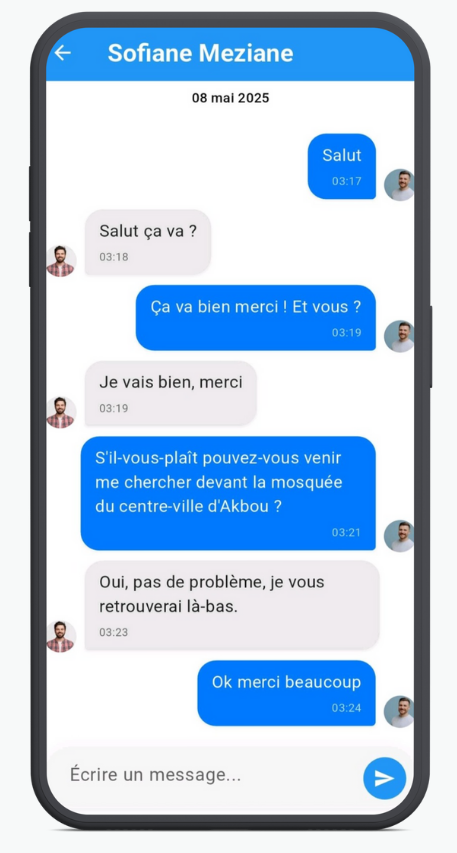 Sofiane Meziane
08 mai 2025
Salut
03:17
Salut ça va ?
03:18
Ça va bien merci ! Et vous ?
03:19
Je vais bien, merci
03:19
S'il-vous-plaît pouvez-vous venir
me chercher devant la mosquée
du centre-ville d'Akbou ?
03:21
Oui, pas de problème, je vous
retrouverai là-bas.
03:23
Ok merci beaucoup
03:24
Écrire un message...